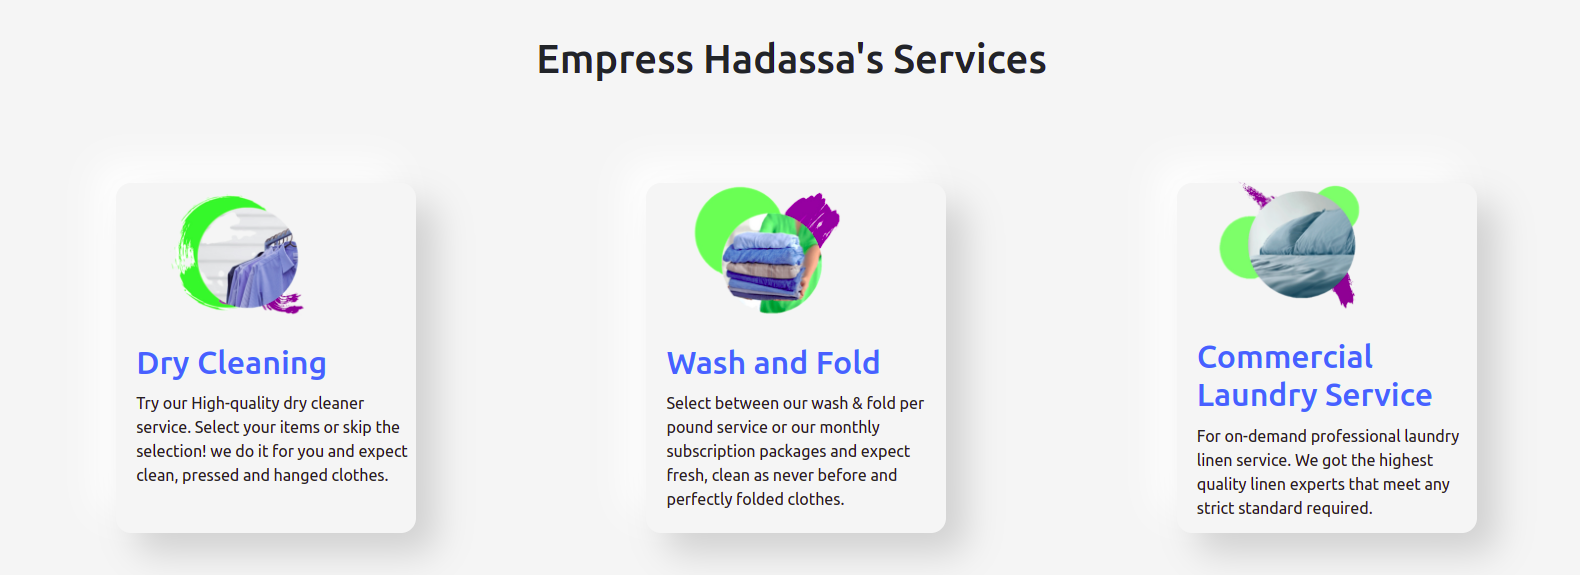 Empress Hadassa's Services
Dry Cleaning
Try our High-quality dry cleaner
service. Select your items or skip the
selection! we do it for you and expect
clean, pressed and hanged clothes.
Wash and Fold
Select between our wash & fold per
pound service or our monthly
subscription packages and expect
fresh, clean as never before and
perfectly folded clothes.
Commercial
Laundry Service
For on-demand professional laundry
linen service. We got the highest
quality linen experts that meet any
strict standard required.